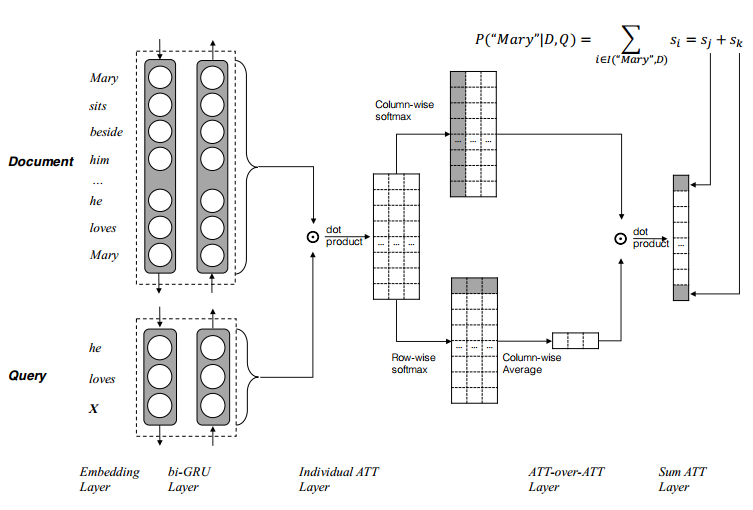 P("Mary"|D,Q) = ∑ s_i = s_j + s_k
i∈I("Mary",D)
Mary
sits
beside
Document
him
...
he
loves
Mary
Column-wise
softmax
dot
product
... ... ...
... ... ...
dot
product
...
Query
he
loves
X
... ... ...
Row-wise
softmax
Column-wise
Average
Embedding
Layer
bi-GRU
Layer
Individual ATT
Layer
ATT-over-ATT
Layer
Sum ATT
Layer